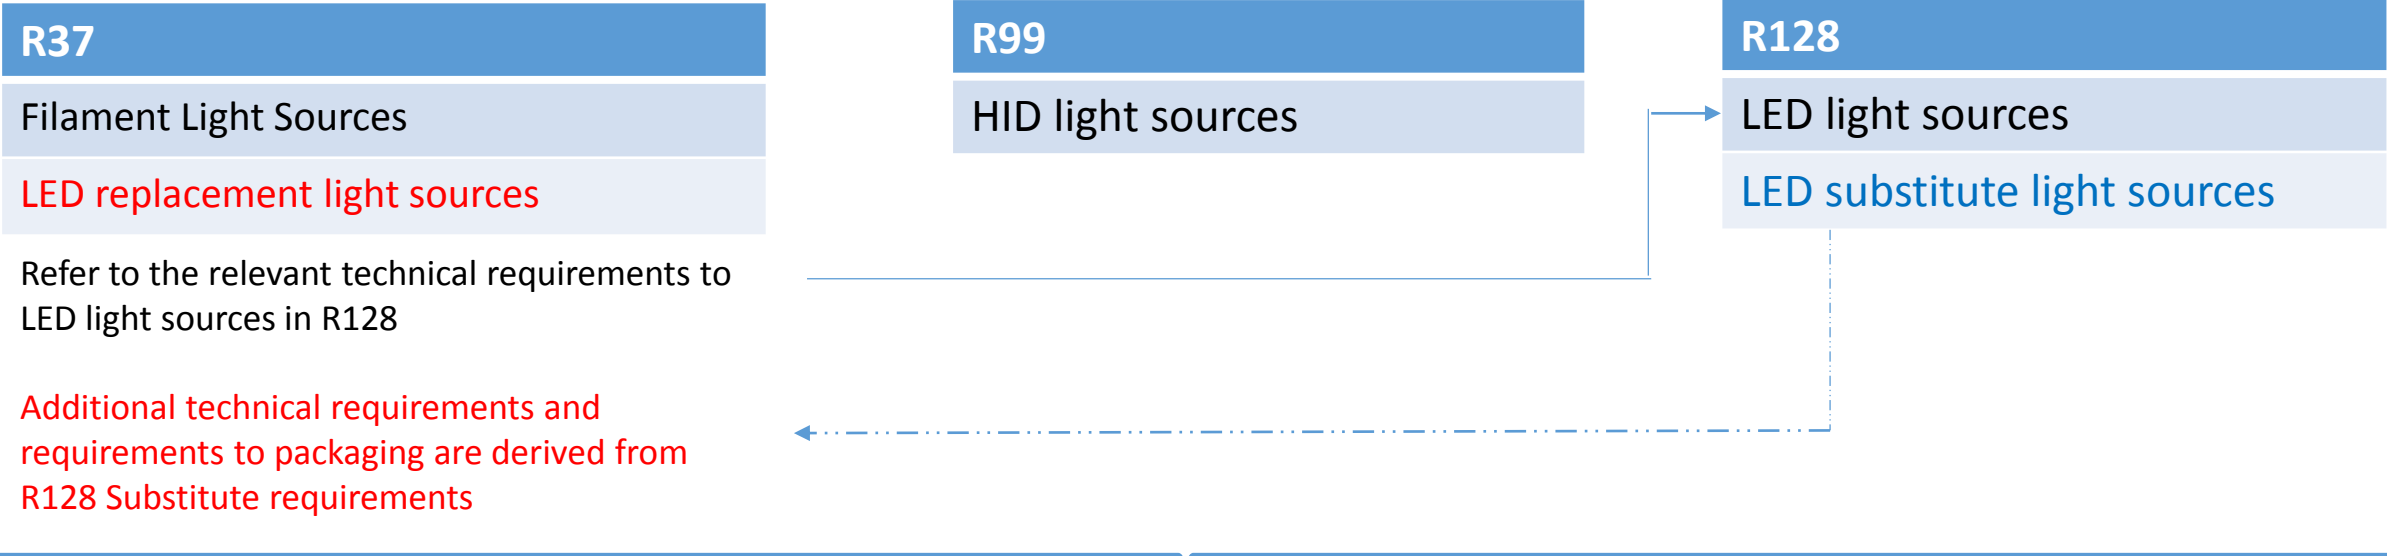 R37
Filament Light Sources
LED replacement light sources
Refer to the relevant technical requirements to
LED light sources in R128
Additional technical requirements and
requirements to packaging are derived from
R128 Substitute requirements
R99
HID light sources
R128
LED light sources
LED substitute light sources